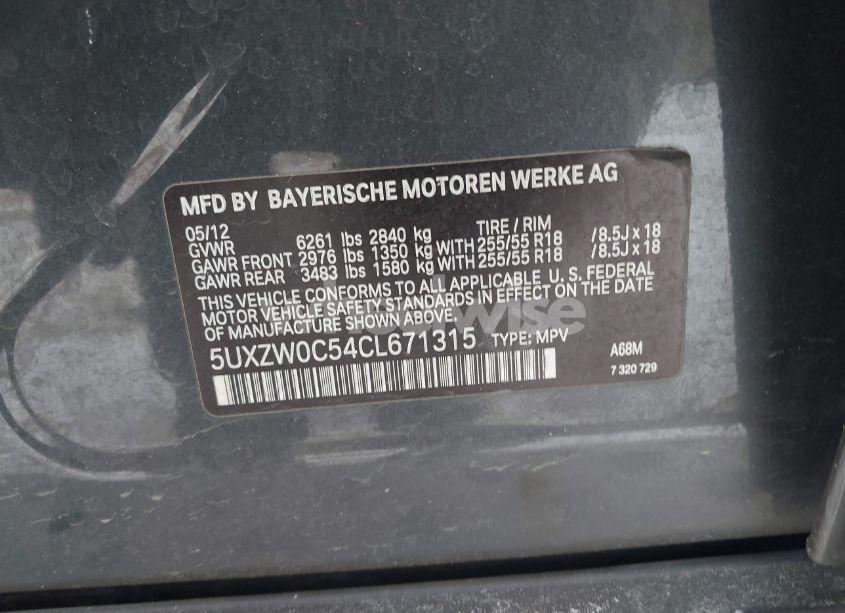 MFD BY BAYERISCHE MOTOREN WERKE AG
05/12 TIRE / RIM
GVWR 6261 lbs 2840 kg
GAWR FRONT 2976 lbs 1350 kg WITH 255/55 R18 /8.5J x 18
GAWR REAR 3483 lbs 1580 kg WITH 255/55 R18 /8.5J x 18
THIS VEHICLE CONFORMS TO ALL APPLICABLE U. S. FEDERAL
MOTOR VEHICLE SAFETY STANDARDS IN EFFECT ON THE DATE
OF MANUFACTURE SHOWN ABOVE.
5UXZW0C54CL671315 TYPE: MPV A68M
7 320 729